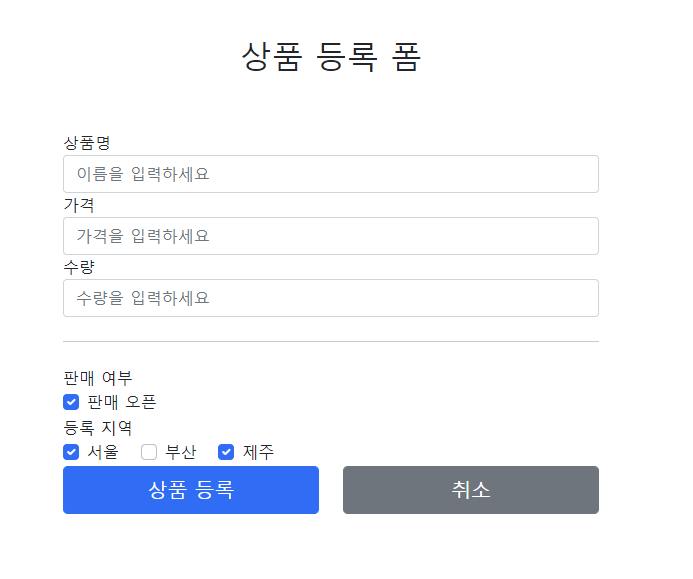 상품 등록 폼
상품명
이름을 입력하세요
가격
가격을 입력하세요
수량
수량을 입력하세요
판매 여부
판매 오픈
등록 지역
서울 부산 제주
상품 등록 취소